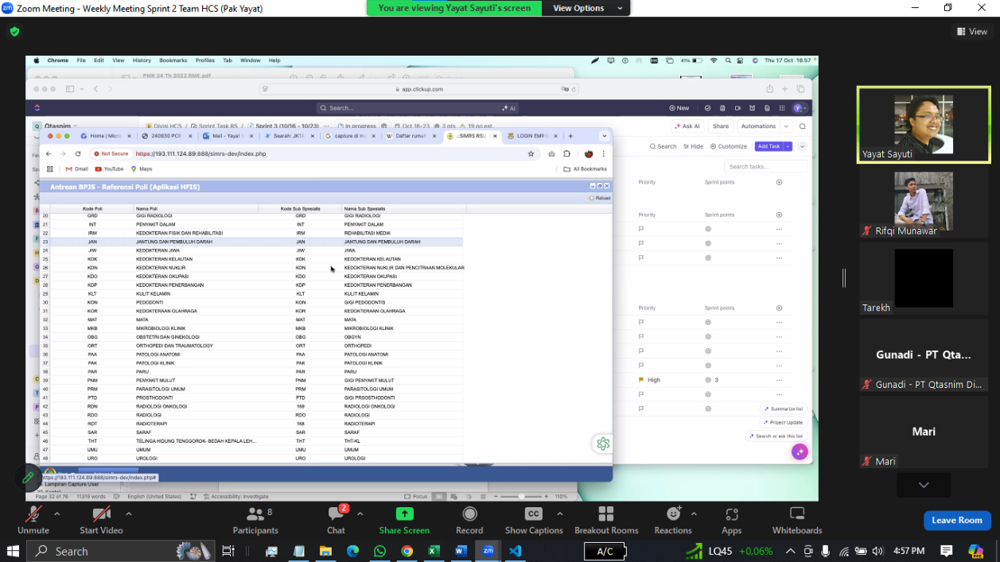 Zoom Meeting - Weekly Meeting Sprint 2 Team HCS (Pak Yayat)
You are viewing Yayat Sayuti's screen
View Options
View
Chrome File Edit View History Bookmarks Profiles Tab Window Help
41% Thu 17 Oct 16.57
PMK 24 Th 2022 RME.pdf
app.clickup.com
Search... AI
New
Qtasnim
Divisi HCS / Sprint Task RS / Sprint 3 (10/16 - 10/23) ... In progress Oct 16-23 3 pts 19 no est.
Ask AI Share Automations
Home | Micro 240930 PCR Mail - Yayat S Searah: JKTA capture di m Daftar rumah .:SIMRS RSU LOGIN EMR
Search Hide Customize Add Task
Not Secure https://193.111.124.89:888/simrs-dev/index.php
Gmail YouTube Maps All Bookmarks
Search tasks...
Antrean BPJS - Referensi Poli (Aplikasi HFIS)
Reload
Priority Sprint points
Kode Poli Nama Poli Kode Sub Spesialis Nama Sub Spesialis
20 GRD GIGI RADIOLOGI GRD GIGI RADIOLOGI
21 INT PENYAKIT DALAM INT PENYAKIT DALAM
22 IRM KEDOKTERAN FISIK DAN REHABILITASI IRM REHABILITASI MEDIK
23 JAN JANTUNG DAN PEMBULUH DARAH JAN JANTUNG DAN PEMBULUH DARAH
24 JIW KEDOKTERAN JIWA JIW JIWA
25 KDK KEDOKTERAN KELAUTAN KDK KEDOKTERAN KELAUTAN
26 KDN KEDOKTERAN NUKLIR KDN KEDOKTERAN NUKLIR DAN PENCITRAAN MOLEKULAR
27 KDO KEDOKTERAN OKUPASI KDO KEDOKTERAN OKUPASI
28 KDP KEDOKTERAN PENERBANGAN KDP KEDOKTERAN PENERBANGAN
29 KLT KULIT KELAMIN KLT KULIT KELAMIN
30 KON PEDODONTI KON GIGI PEDODONTIS
31 KOR KEDOKTERAAN OLAHRAGA KOR KEDOKTERAAN OLAHRAGA
32 MAT MATA MAT MATA
33 MKB MIKROBIOLOGI KLINIK MKB MIKROBIOLOGI KLINIK
34 OBG OBSTETRI DAN GINEKOLOGI OBG OBGYN
35 ORT ORTHOPEDI DAN TRAUMATOLOGY ORT ORTHOPEDI
36 PAA PATOLOGI ANATOMI PAA PATOLOGI ANATOMI
37 PAK PATOLOGI KLINIK PAK PATOLOGI KLINIK
38 PAR PARU PAR PARU
39 PNM PENYAKIT MULUT PNM GIGI PENYAKIT MULUT
40 PRM PARASITOLOGI UMUM PRM PARASITOLOGI UMUM
41 PTD PROSTHODONTI PTD GIGI PRSOSTHODONTI
42 RDN RADIOLOGI ONKOLOGI 169 RADIOLOGI ONKOLOGI
43 RDO RADIOLOGI RDO RADIOLOGI
44 RDT RADIOTERAPI 168 RADIOTERAPI
45 SAR SARAF SAR SARAF
46 THT TELINGA HIDUNG TENGGOROK- BEDAH KEPALA LEH... THT THT-KL
47 UMU UMUM UMU UMUM
48 URO UROLOGI URO UROLOGI
Priority Sprint points
Priority Sprint points
High 3
Summarize list
Project Update
Search or ask this list
https://193.111.124.89:888/simrs-dev/index.php#
Lampiran Capture User
Page 32 of 76 11319 words English (United States) Accessibility: Investigate Focus 110%
Yayat Sayuti
Rifqi Munawar
Tarekh
Gunadi - PT Qta...
Gunadi - PT Qtasnim Di...
Mari
Mari
Unmute Start Video Participants 8 Chat 2 Share Screen Record CC Show Captions Breakout Rooms Reactions Apps Whiteboards Leave Room
Search
A/C
LQ45 +0,06%
4:57 PM